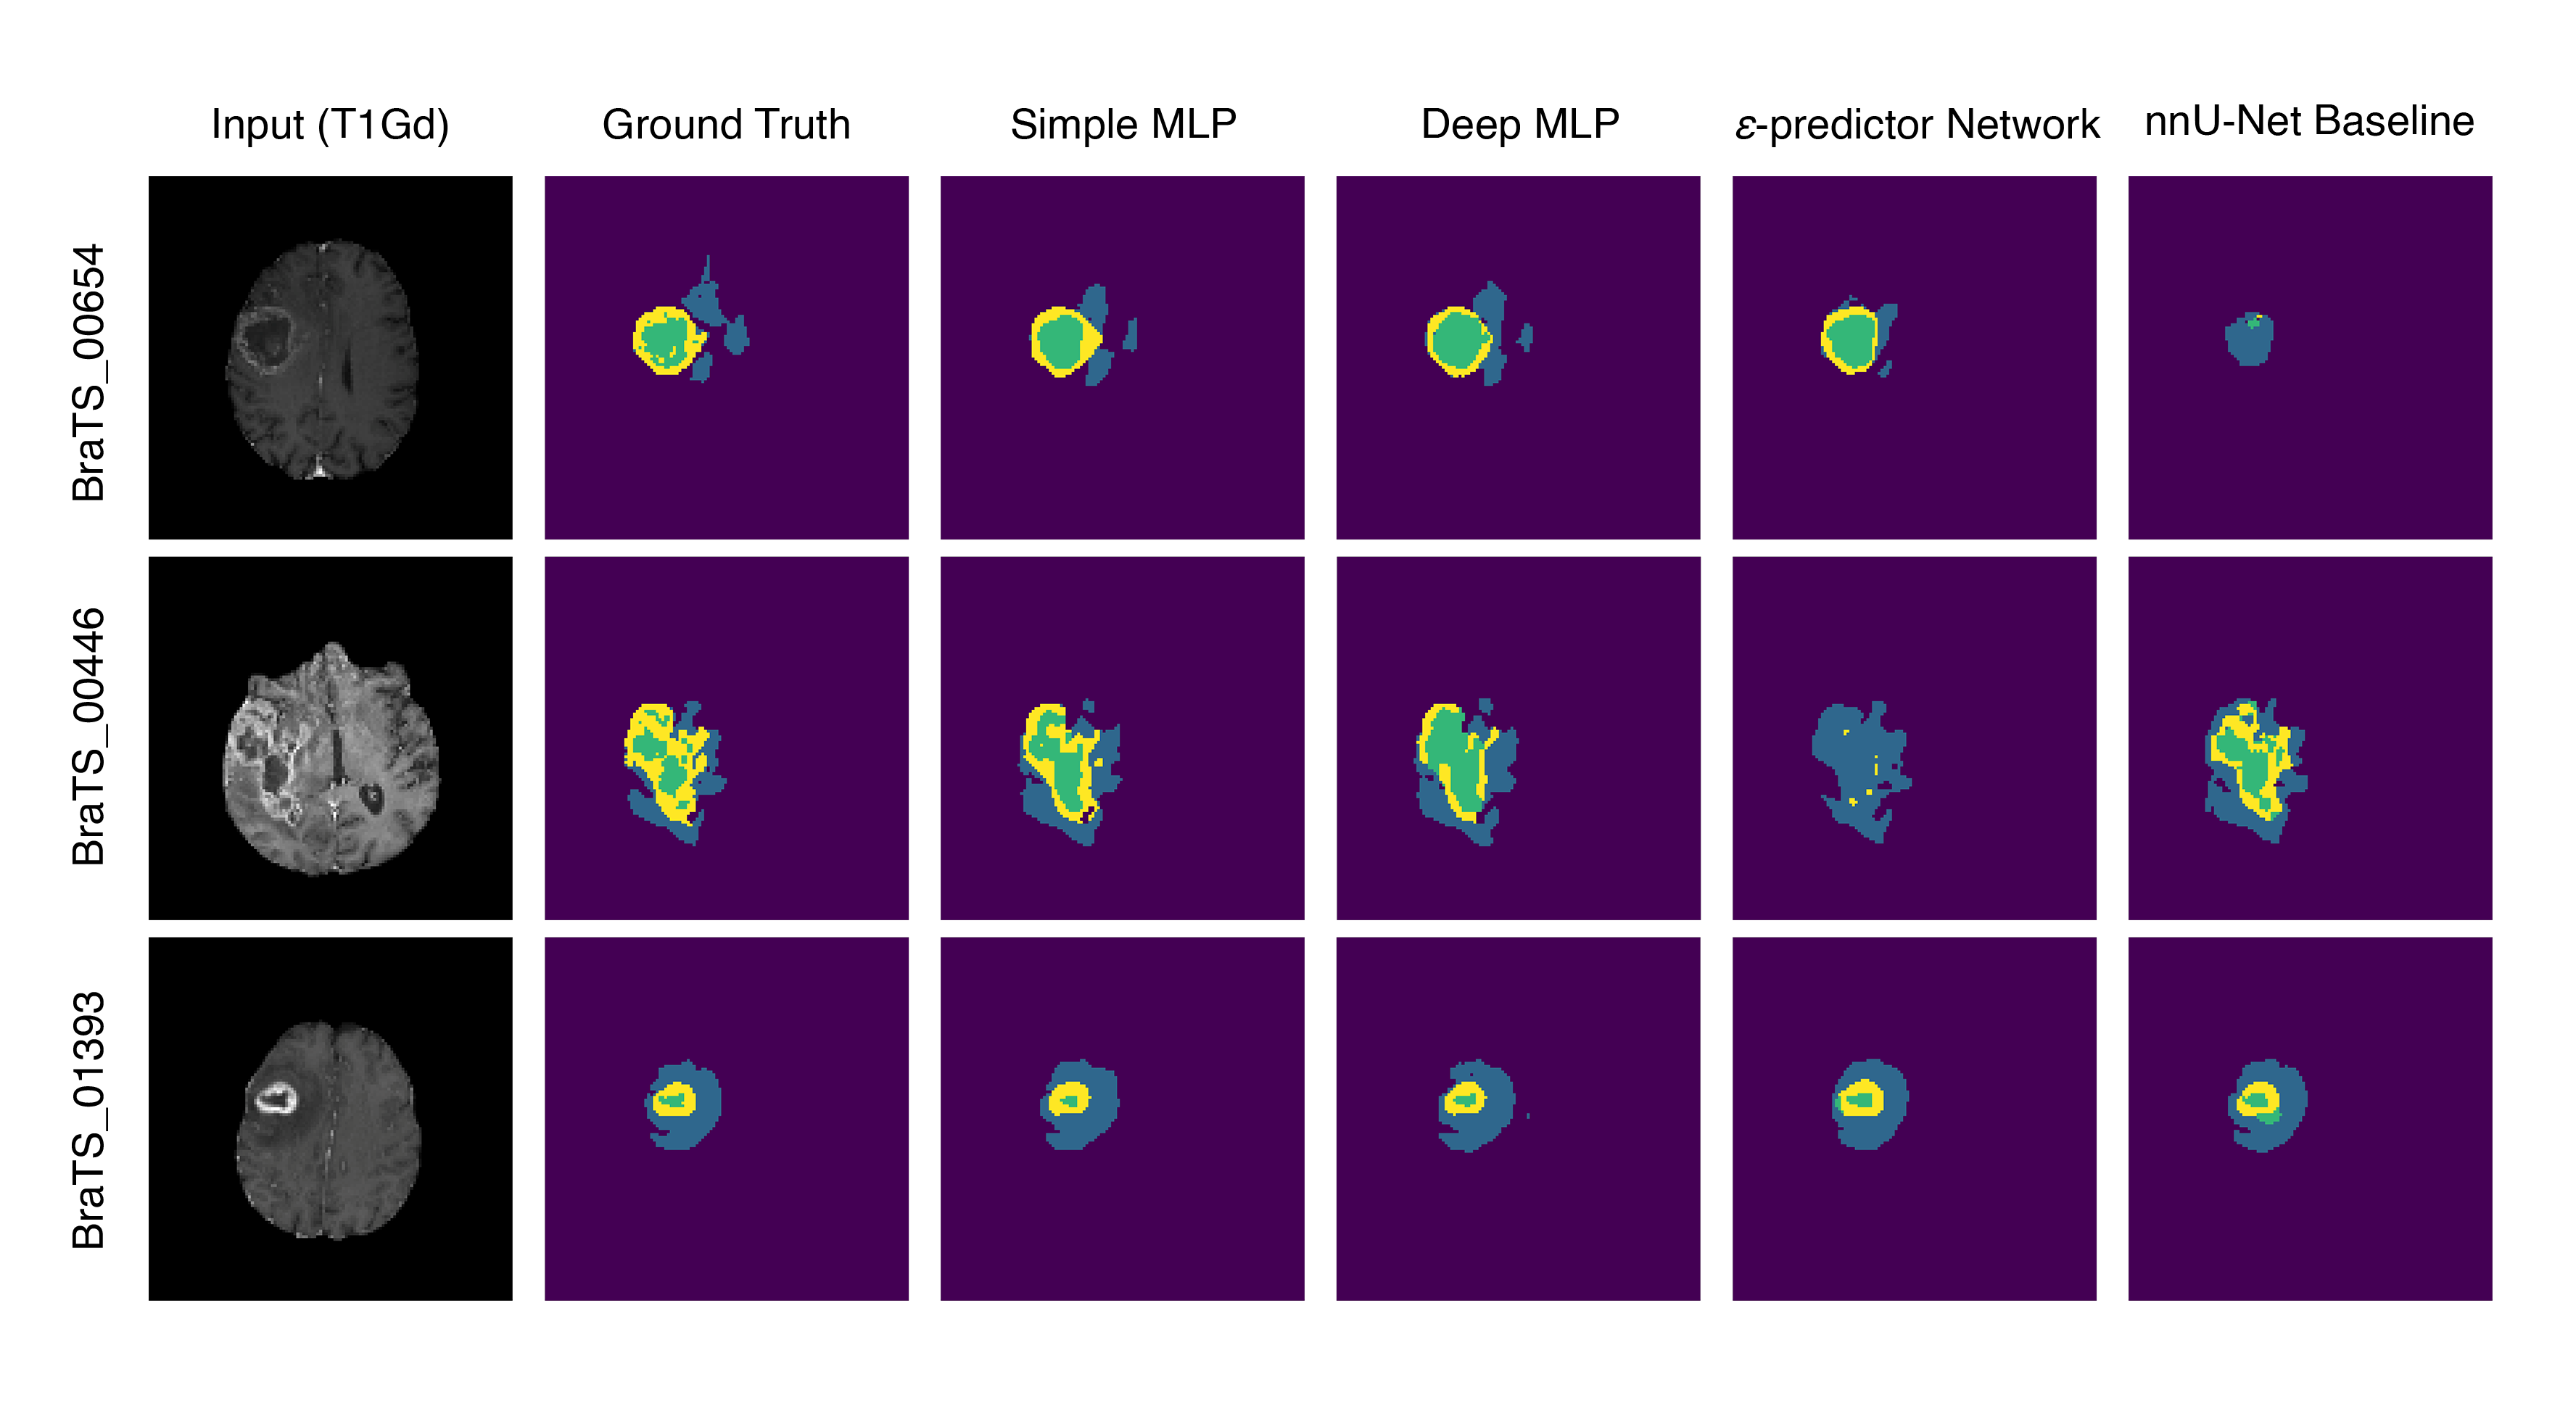 Input (T1Gd)
Ground Truth
Simple MLP
Deep MLP
ε-predictor Network
nnU-Net Baseline
BraTS_00654
BraTS_00446
BraTS_01393